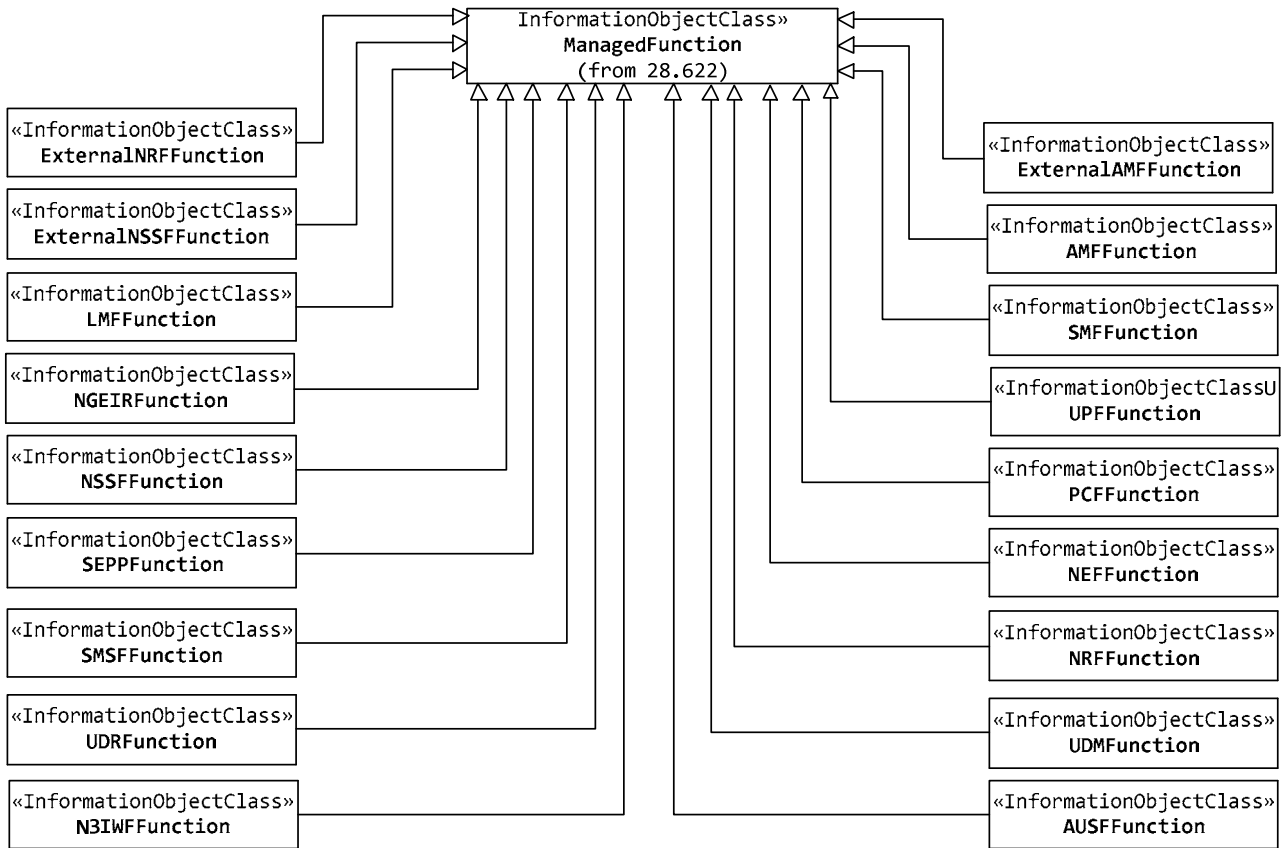 InformationObjectClass»
ManagedFunction
(from 28.622)
«InformationObjectClass»
ExternalNRFFunction
«InformationObjectClass»
ExternalNSSFFunction
«InformationObjectClass»
LMFFunction
«InformationObjectClass»
NGEIRFunction
«InformationObjectClass»
NSSFFunction
«InformationObjectClass»
SEPPFunction
«InformationObjectClass»
SMSFFunction
«InformationObjectClass»
UDRFunction
«InformationObjectClass»
N3IWFFunction
«InformationObjectClass»
ExternalAMFFunction
«InformationObjectClass»
AMFFunction
«InformationObjectClass»
SMFFunction
«InformationObjectClassU
UPFFunction
«InformationObjectClass»
PCFFunction
«InformationObjectClass»
NEFFunction
«InformationObjectClass»
NRFFunction
«InformationObjectClass»
UDMFunction
«InformationObjectClass»
AUSFFunction